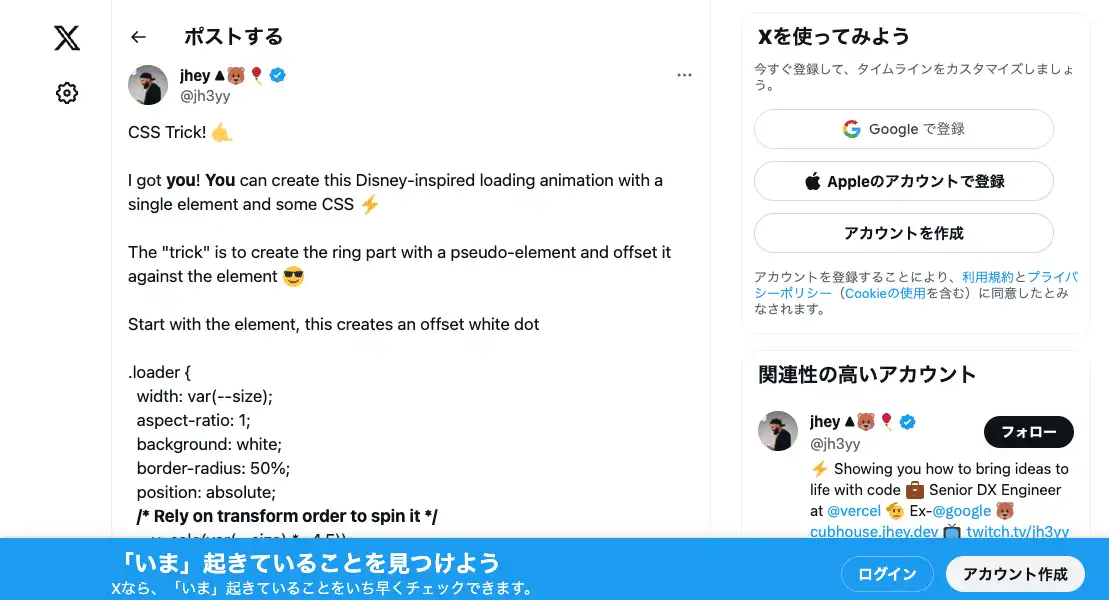 ポストする
jhey
@jh3yy
CSS Trick!
I got you! You can create this Disney-inspired loading animation with a
single element and some CSS ⚡
The "trick" is to create the ring part with a pseudo-element and offset it
against the element 😎
Start with the element, this creates an offset white dot
.loader {
width: var(--size);
aspect-ratio: 1;
background: white;
border-radius: 50%;
position: absolute;
/* Rely on transform order to spin it */
Xを使ってみよう
今すぐ登録して、タイムラインをカスタマイズしましょ
う。
Google で登録
Appleのアカウントで登録
アカウントを作成
アカウントを登録することにより、利用規約とプライバ
シーポリシー（Cookieの使用を含む）に同意したとみ
なされます。
関連性の高いアカウント
jhey
@jh3yy
フォロー
⚡ Showing you how to bring ideas to
life with code 💼 Senior DX Engineer
at @vercel 🫡 Ex-@google 🐻
cubhouse.jhey.dev 📺 twitch.tv/jh3yy
「いま」起きていることを見つけよう
Xなら、「いま」起きていることをいち早くチェックできます。
ログイン
アカウント作成